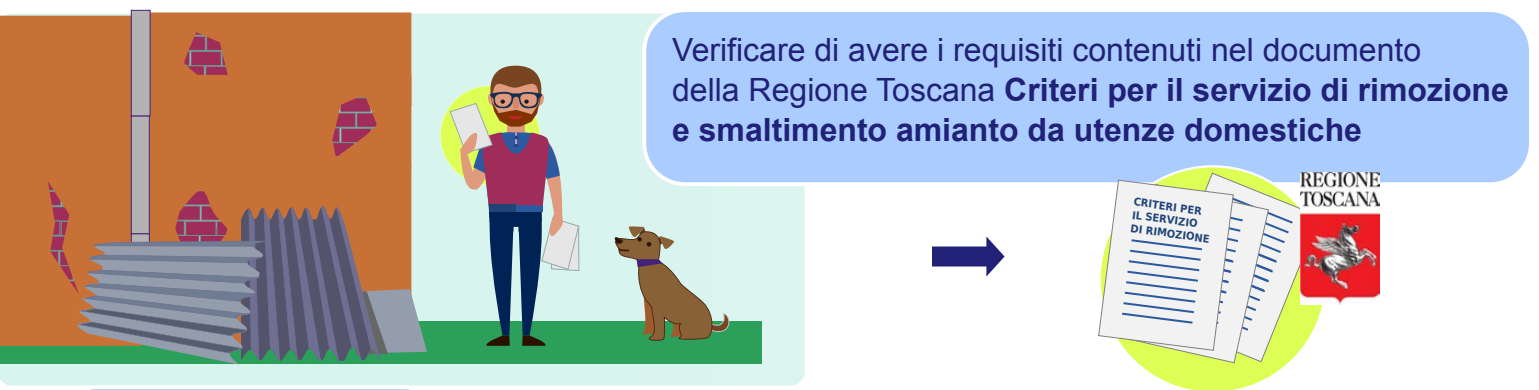 Verificare di avere i requisiti contenuti nel documento
della Regione Toscana Criteri per il servizio di rimozione
e smaltimento amianto da utenze domestiche
REGIONE
TOSCANA
CRITERI PER
IL SERVIZIO
DI RIMOZIONE